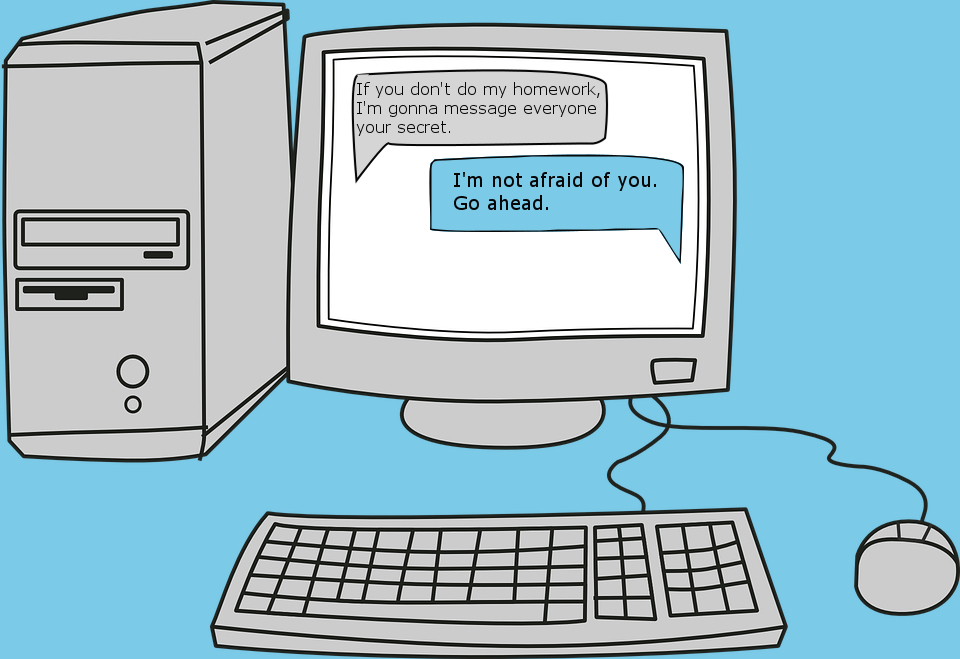 If you don't do my homework,
I'm gonna message everyone
your secret.
I'm not afraid of you.
Go ahead.